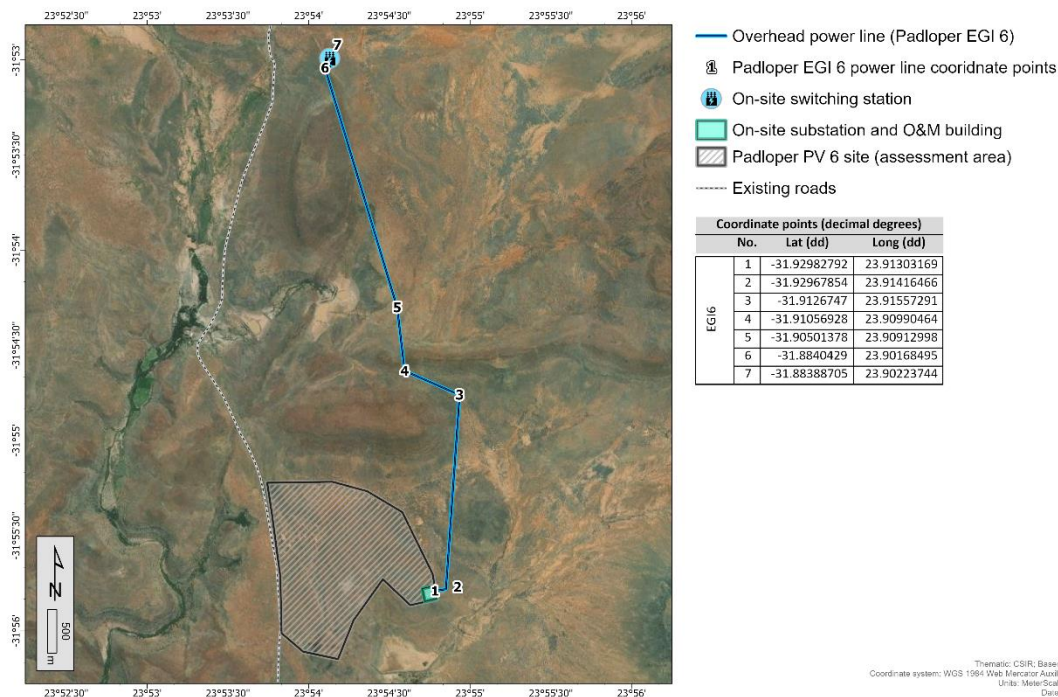 23°52'30" 23°53' 23°53'30" 23°54' 23°54'30" 23°55' 23°55'30" 23°56'
-31°53'
-31°53'30"
-31°54'
-31°54'30"
-31°55'
-31°55'30"
-31°56'
7
6
5
4
3
1 2
N
500
m
23°52'30" 23°53' 23°53'30" 23°54' 23°54'30" 23°55' 23°55'30" 23°56'
Overhead power line (Padloper EGI 6)
1 Padloper EGI 6 power line cooridnate points
On-site switching station
On-site substation and O&M building
Padloper PV 6 site (assessment area)
Existing roads
Coordinate points (decimal degrees)
No. Lat (dd) Long (dd)
EGI6
1 -31.92982792 23.91303169
2 -31.92967854 23.91416466
3 -31.9126747 23.91557291
4 -31.91056928 23.90990464
5 -31.90501378 23.90912998
6 -31.8840429 23.90168495
7 -31.88388705 23.90223744
Thematic: CSIR; Base
Coordinate system: WGS 1984 Web Mercator Auxil
Units: MeterScal
Date